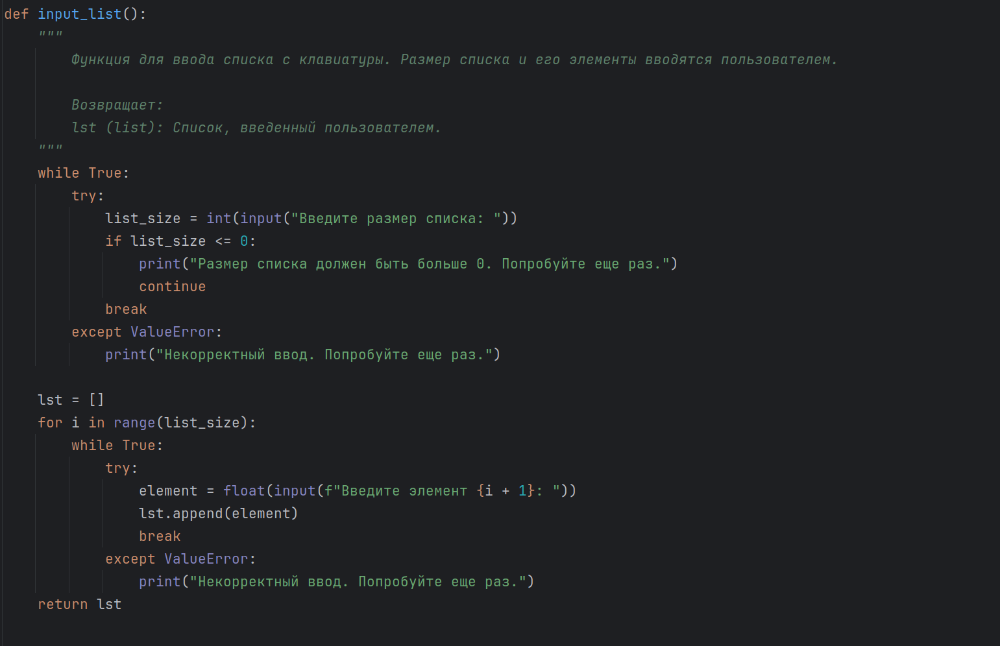 def input_list():
    """
        Функция для ввода списка с клавиатуры. Размер списка и его элементы вводятся пользователем.

        Возвращает:
        lst (list): Список, введенный пользователем.
    """
    while True:
        try:
            list_size = int(input("Введите размер списка: "))
            if list_size <= 0:
                print("Размер списка должен быть больше 0. Попробуйте еще раз.")
                continue
            break
        except ValueError:
            print("Некорректный ввод. Попробуйте еще раз.")

    lst = []
    for i in range(list_size):
        while True:
            try:
                element = float(input(f"Введите элемент {i + 1}: "))
                lst.append(element)
                break
            except ValueError:
                print("Некорректный ввод. Попробуйте еще раз.")
    return lst